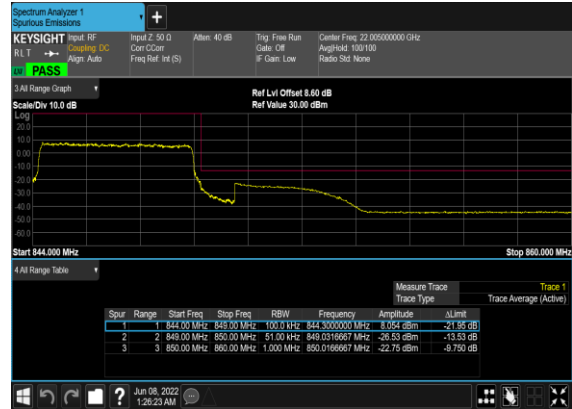 Spectrum Analyzer 1
Spurious Emissions
KEYSIGHT Input: RF Input Z: 50 Ω Atten: 40 dB Trig: Free Run Center Freq: 22.005000000 GHz
RLT Coupling: DC Corr CCorr Gate: Off Avg|Hold: 100/100
Align: Auto Freq Ref: Int (S) IF Gain: Low Radio Std: None
PASS
3 All Range Graph
Ref Lvl Offset 8.60 dB
Scale/Div 10.0 dB Ref Value 30.00 dBm
Log
20.0
10.0
0.00
-10.0
-20.0
-30.0
-40.0
-50.0
-60.0
Start 844.000 MHz Stop 860.000 MHz
4 All Range Table
Measure Trace Trace 1
Trace Type Trace Average (Active)
Spur Range Start Freq Stop Freq RBW Frequency Amplitude ΔLimit
1 1 844.00 MHz 849.00 MHz 100.0 kHz 844.3000000 MHz 8.054 dBm -21.95 dB
2 2 849.00 MHz 850.00 MHz 51.00 kHz 849.0316667 MHz -26.53 dBm -13.53 dB
3 3 850.00 MHz 860.00 MHz 1.000 MHz 850.0166667 MHz -22.75 dBm -9.750 dB
? Jun 08, 2022
1:26:23 AM